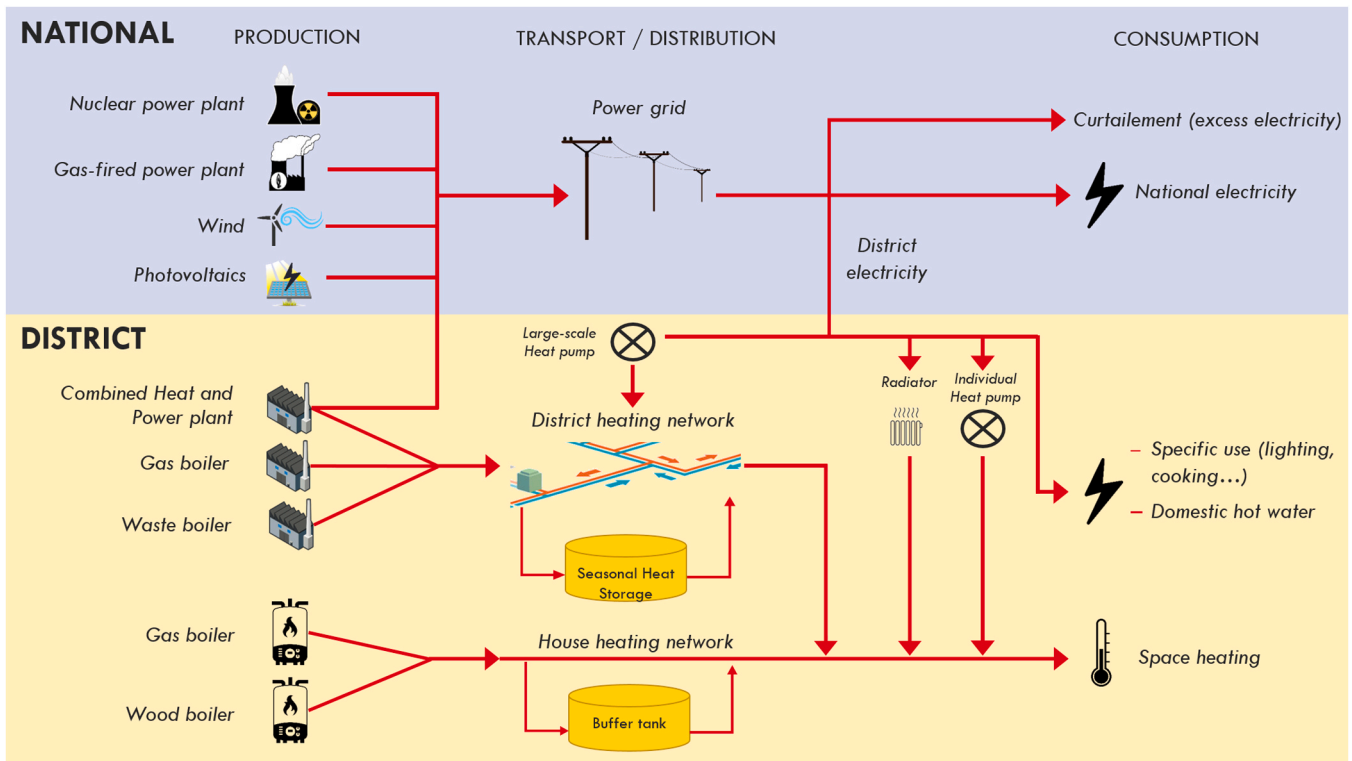 NATIONAL
PRODUCTION
TRANSPORT / DISTRIBUTION
CONSUMPTION
Nuclear power plant
Gas-fired power plant
Wind
Photovoltaics
Power grid
Curtailement (excess electricity)
National electricity
District
electricity
DISTRICT
Large-scale
Heat pump
Combined Heat and
Power plant
Gas boiler
Waste boiler
District heating network
Radiator
Individual
Heat pump
Seasonal Heat
Storage
– Specific use (lighting,
cooking...)
– Domestic hot water
Gas boiler
Wood boiler
House heating network
Buffer tank
Space heating